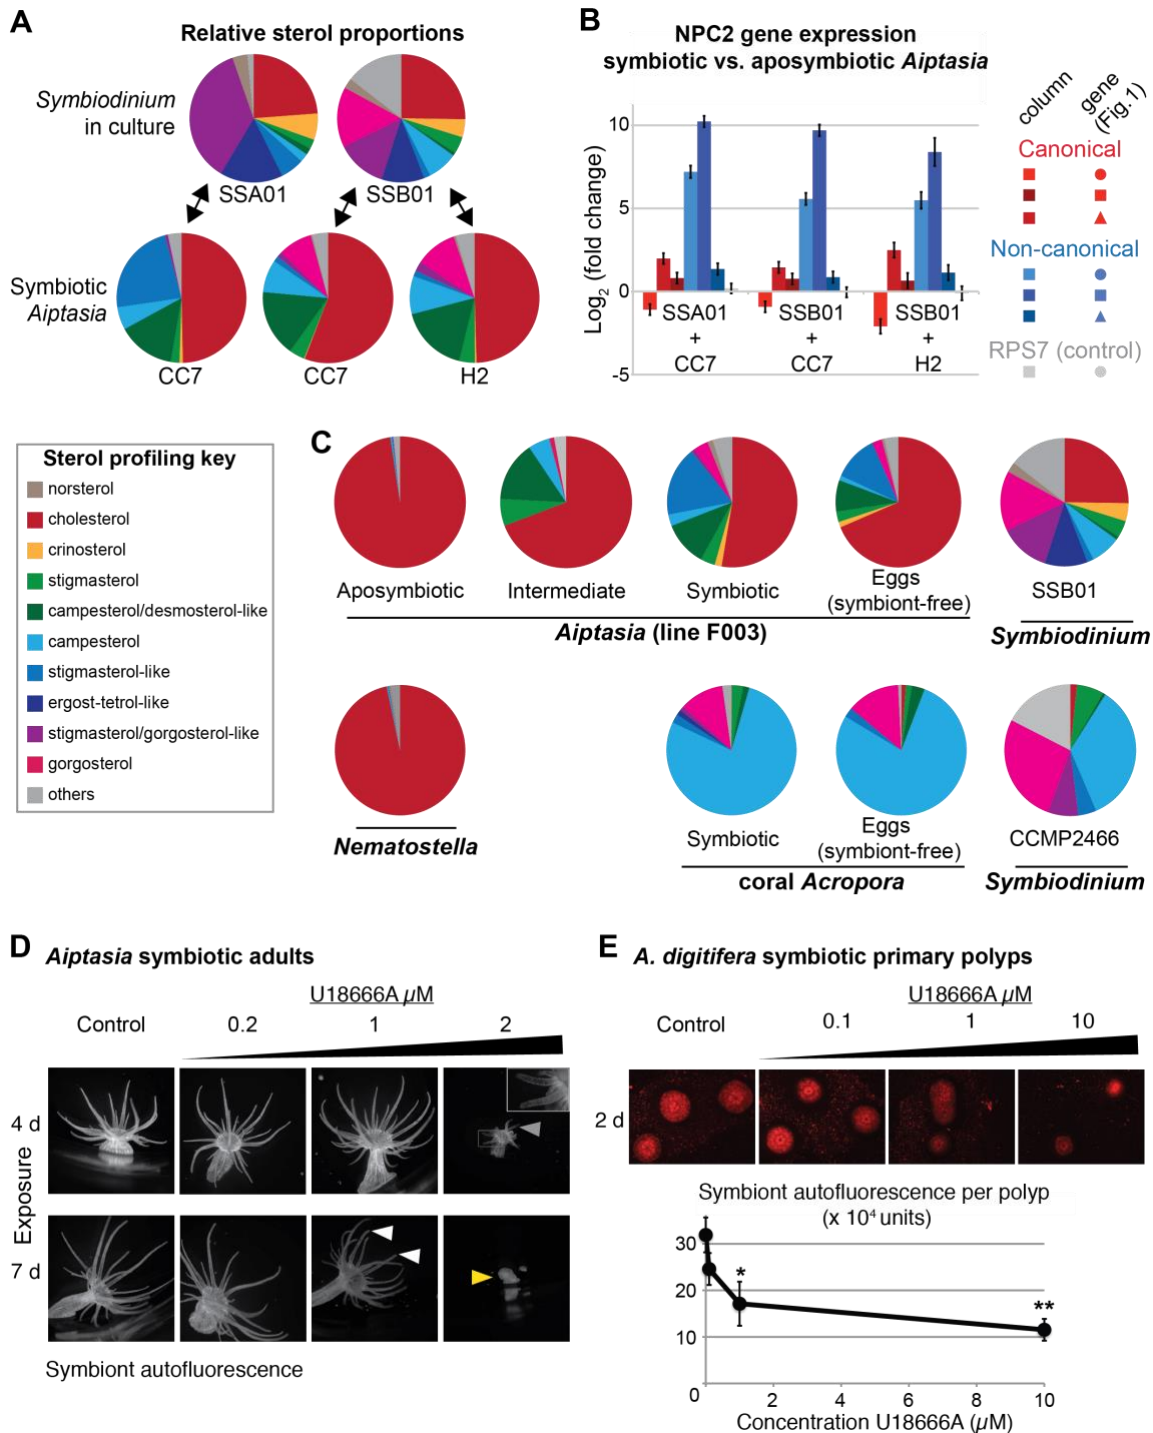 A
Relative sterol proportions
Symbiodinium
in culture
SSA01
SSB01
Symbiotic
Aiptasia
CC7
CC7
H2
B
NPC2 gene expression
symbiotic vs. aposymbiotic Aiptasia
Log2 (fold change)
10
5
0
-5
SSA01
+
CC7
SSB01
+
CC7
SSB01
+
H2
column
gene
(Fig.1)
Canonical
Non-canonical
RPS7 (control)
Sterol profiling key
norsterol
cholesterol
crinosterol
stigmasterol
campesterol/desmosterol-like
campesterol
stigmasterol-like
ergost-tetrol-like
stigmasterol/gorgosterol-like
gorgosterol
others
C
Aposymbiotic
Intermediate
Symbiotic
Eggs
(symbiont-free)
SSB01
Aiptasia (line F003)
Symbiodinium
Nematostella
Symbiotic
Eggs
(symbiont-free)
CCMP2466
coral Acropora
Symbiodinium
D
Aiptasia symbiotic adults
U18666A µM
Control
0.2
1
2
Exposure
4 d
7 d
Symbiont autofluorescence
E
A. digitifera symbiotic primary polyps
U18666A µM
Control
0.1
1
10
2 d
Symbiont autofluorescence per polyp
(x 10⁴ units)
30
20
10
0
*
**
2
4
6
8
10
Concentration U18666A (µM)